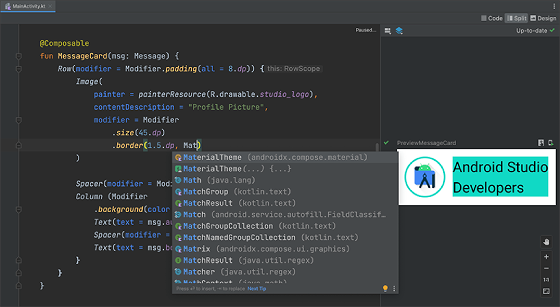 MainActivity.kt
Code
Split
Design
Paused...
Up-to-date
@Composable
fun MessageCard(msg: Message) {
Row(modifier = Modifier.padding(all = 8.dp)) { this: RowScope
Image(
painter = painterResource(R.drawable.studio_logo),
contentDescription = "Profile Picture",
modifier = Modifier
.size(45.dp)
.border(1.5.dp, Mat)
)
MaterialTheme (androidx.compose.material)
MaterialTheme(...) {...}
Math (java.lang)
MatchGroup (kotlin.text)
MatchResult (kotlin.text)
Match (android.service.autofill.FieldClassif...
MatchGroupCollection (kotlin.text)
MatchNamedGroupCollection (kotlin.text)
Matrix (androidx.compose.ui.graphics)
MatchResult (java.util.regex)
Matcher (java.util.regex)
Press ↵ to insert, → to replace
Next Tip
Spacer(modifier =
Column (Modifier
.background(color
Text(text = msg.au
Spacer(modifier =
Text(text = msg.bo
}
}
}
PreviewMessageCard
Android Studio
Developers
1:1